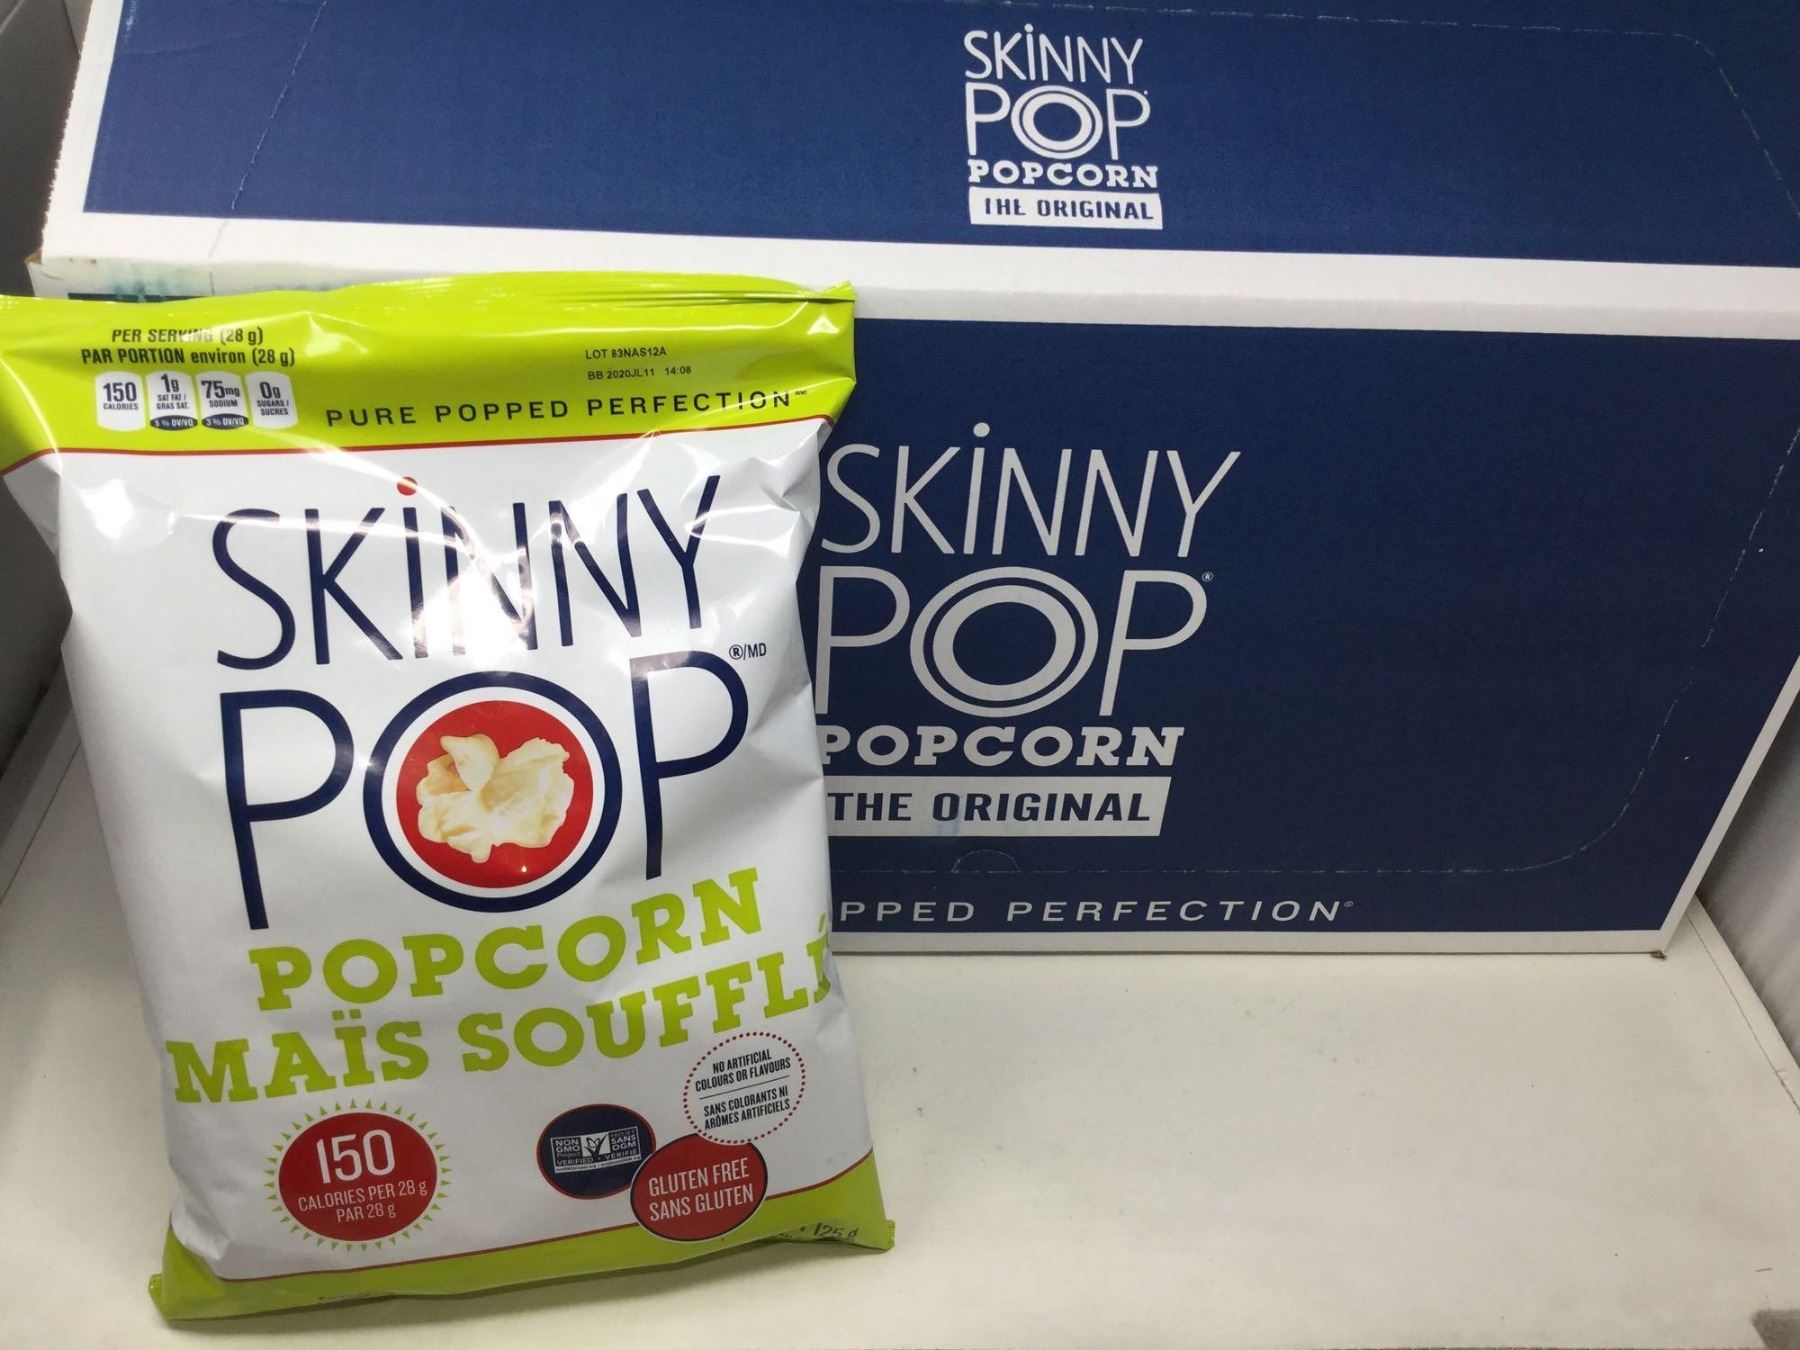 SKINNY
POP
POPCORN
THE ORIGINAL
PER SERVING (28 g)
PAR PORTION environ (28 g)
150 CALORIES
1g SAT FAT / GRAS SAT. 5 % DV/VQ
75mg SODIUM 3 % DV/VQ
0g SUGARS / SUCRES
LOT 83NAS12A
BB 2020JL11 14:08
PURE POPPED PERFECTION
SKINNY
POP ®/MD
POPCORN
MAÏS SOUFFLÉ
NO ARTIFICIAL
COLOURS OR FLAVOURS
SANS COLORANTS NI
ARÔMES ARTIFICIELS
150
CALORIES PER 28 g
PAR 28 g
NON
GMO
Project
VERIFIED
PROJET
SANS
OGM
VÉRIFIÉ
GLUTEN FREE
SANS GLUTEN
125 g
SKINNY
POP®
POPCORN
THE ORIGINAL
PPED PERFECTION®